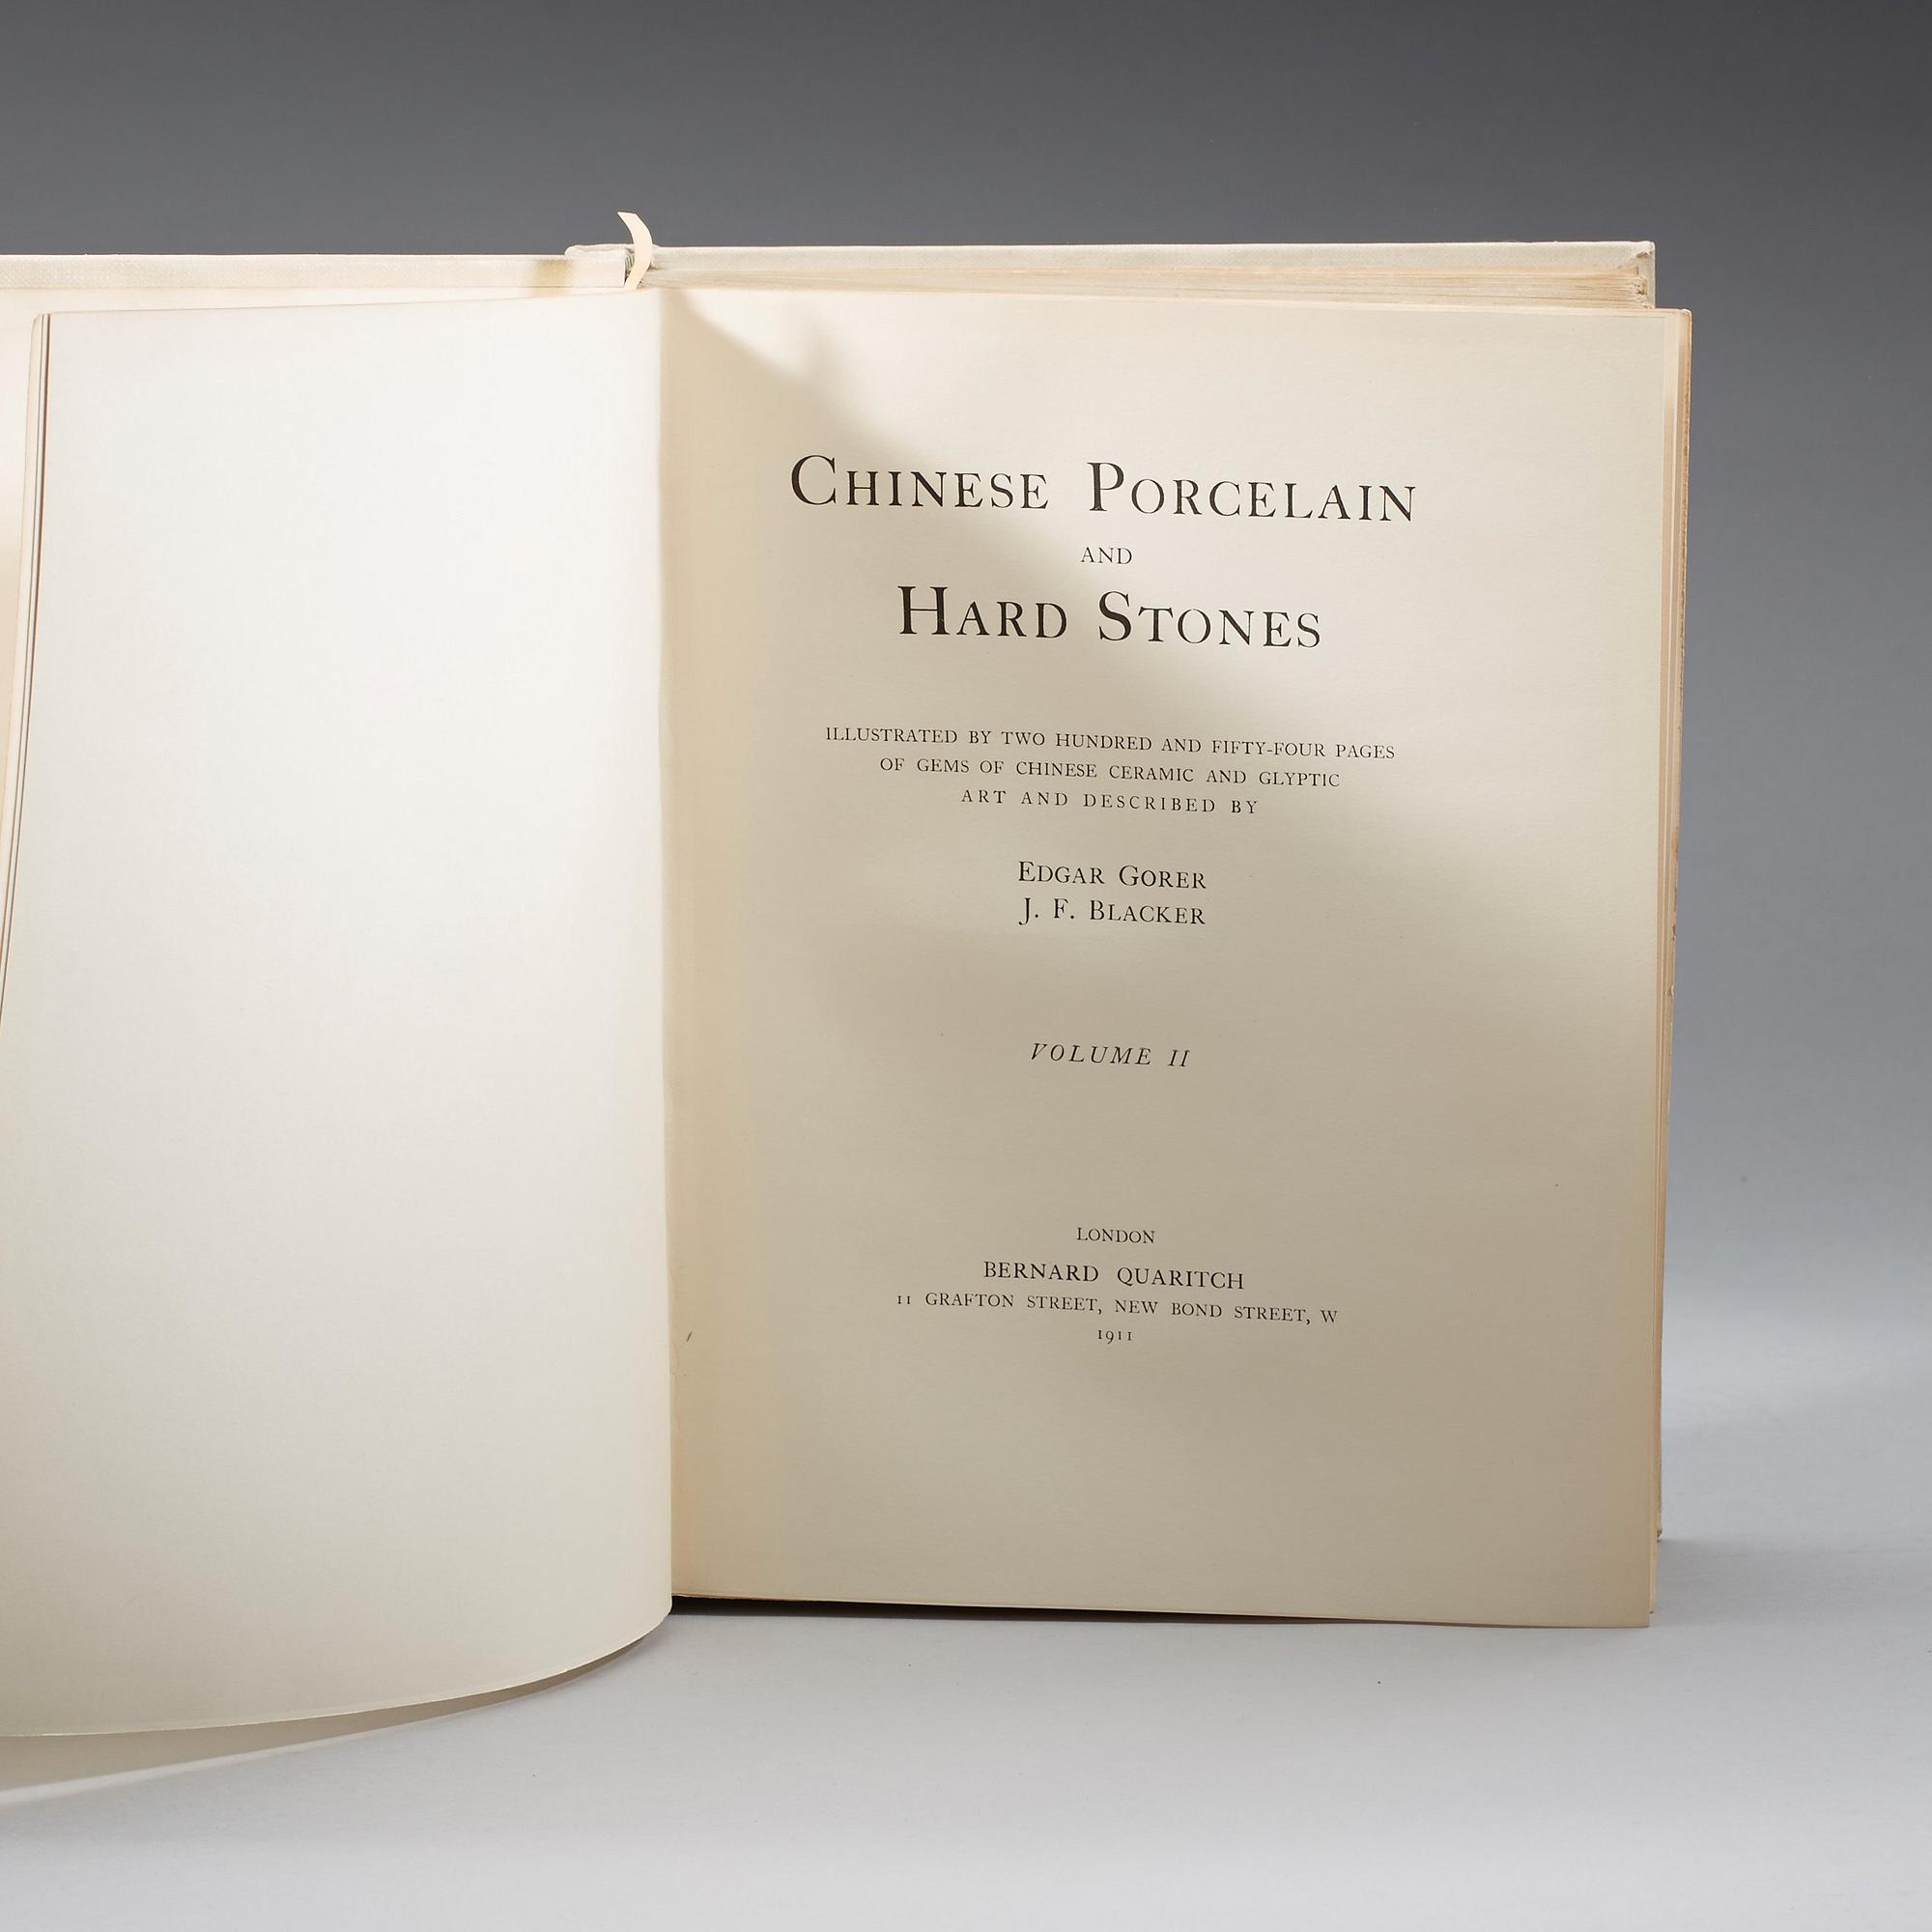 CHINESE PORCELAIN
AND
HARD STONES
ILLUSTRATED BY TWO HUNDRED AND FIFTY-FOUR PAGES
OF GEMS OF CHINESE CERAMIC AND GLYPTIC
ART AND DESCRIBED BY
EDGAR GORER
J. F. BLACKER
VOLUME II
LONDON
BERNARD QUARITCH
11 GRAFTON STREET, NEW BOND STREET, W
1911